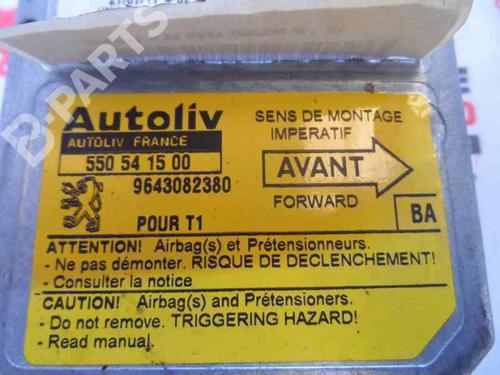 Autoliv
AUTOLIV FRANCE
550 54 15 00
9643082380
POUR T1
SENS DE MONTAGE
IMPERATIF
AVANT
FORWARD
BA
ATTENTION! Airbag(s) et Prétensionneurs.
- Ne pas démonter. RISQUE DE DECLENCHEMENT!
- Consulter la notice
CAUTION! Airbag(s) and Prétensioners.
- Do not remove. TRIGGERING HAZARD!
- Read manual.
B-PARTS